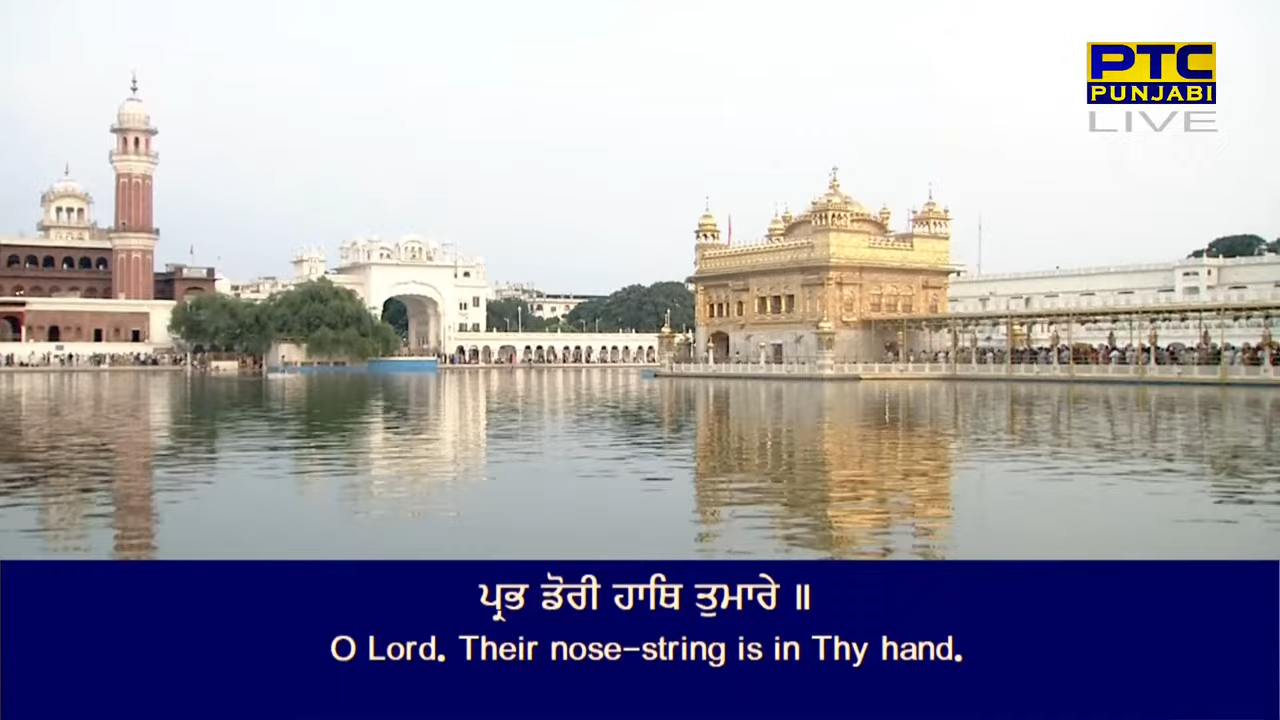 PTC
PUNJABI
LIVE
ਪ੍ਰਭ ਡੋਰੀ ਹਾਥਿ ਤੁਮਾਰੇ ॥
O Lord. Their nose-string is in Thy hand.